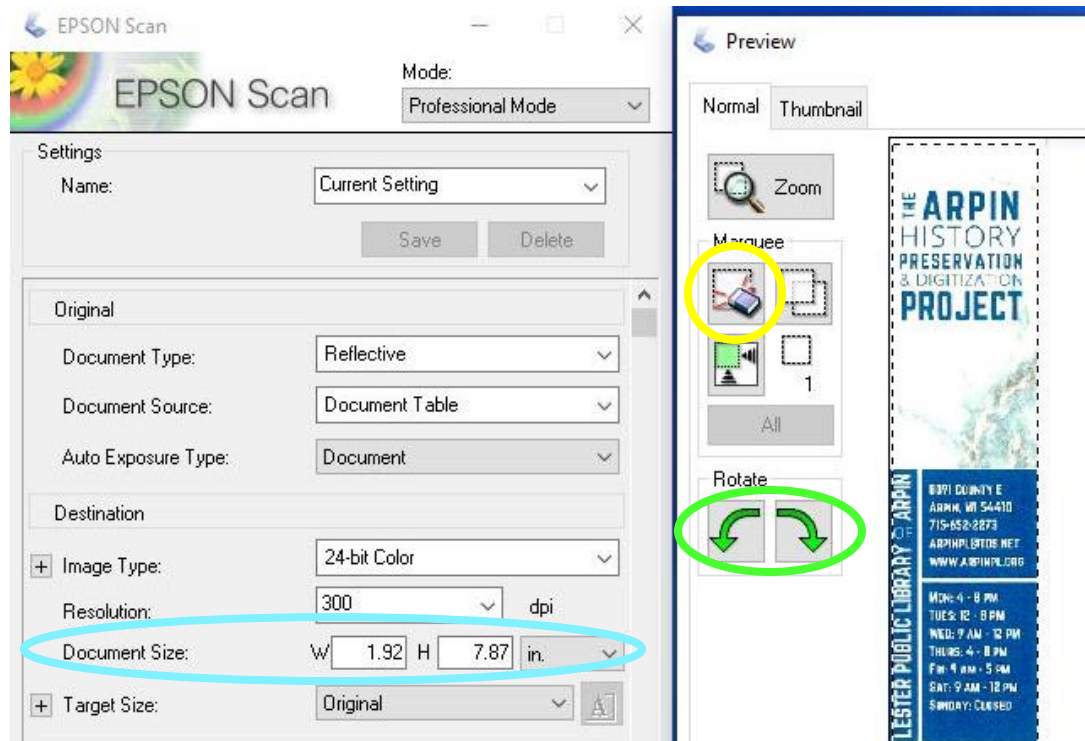 EPSON Scan
EPSON Scan
Mode:
Professional Mode
Settings
Name:
Current Setting
Save
Delete
Original
Document Type:
Reflective
Document Source:
Document Table
Auto Exposure Type:
Document
Destination
+ Image Type:
24-bit Color
Resolution:
300
dpi
Document Size:
W 1.92 H 7.87 in.
+ Target Size:
Original
A
Preview
Normal
Thumbnail
Zoom
Marquee
1
All
Rotate
THE ARPIN
HISTORY
PRESERVATION
& DIGITIZATION
PROJECT
LESTER PUBLIC LIBRARY OF ARPIN
8091 COUNTY E
ARPIN, WI 54410
715-652-2273
WWW.ARPINPL.ORG
MON: 4 - 8 PM
TUES: 12 - 8 PM
WED: 9 AM - 12 PM
THURS: 4 - 8 PM
FRI: 9 AM - 5 PM
SAT: 9 AM - 12 PM
SUNDAY: CLOSED